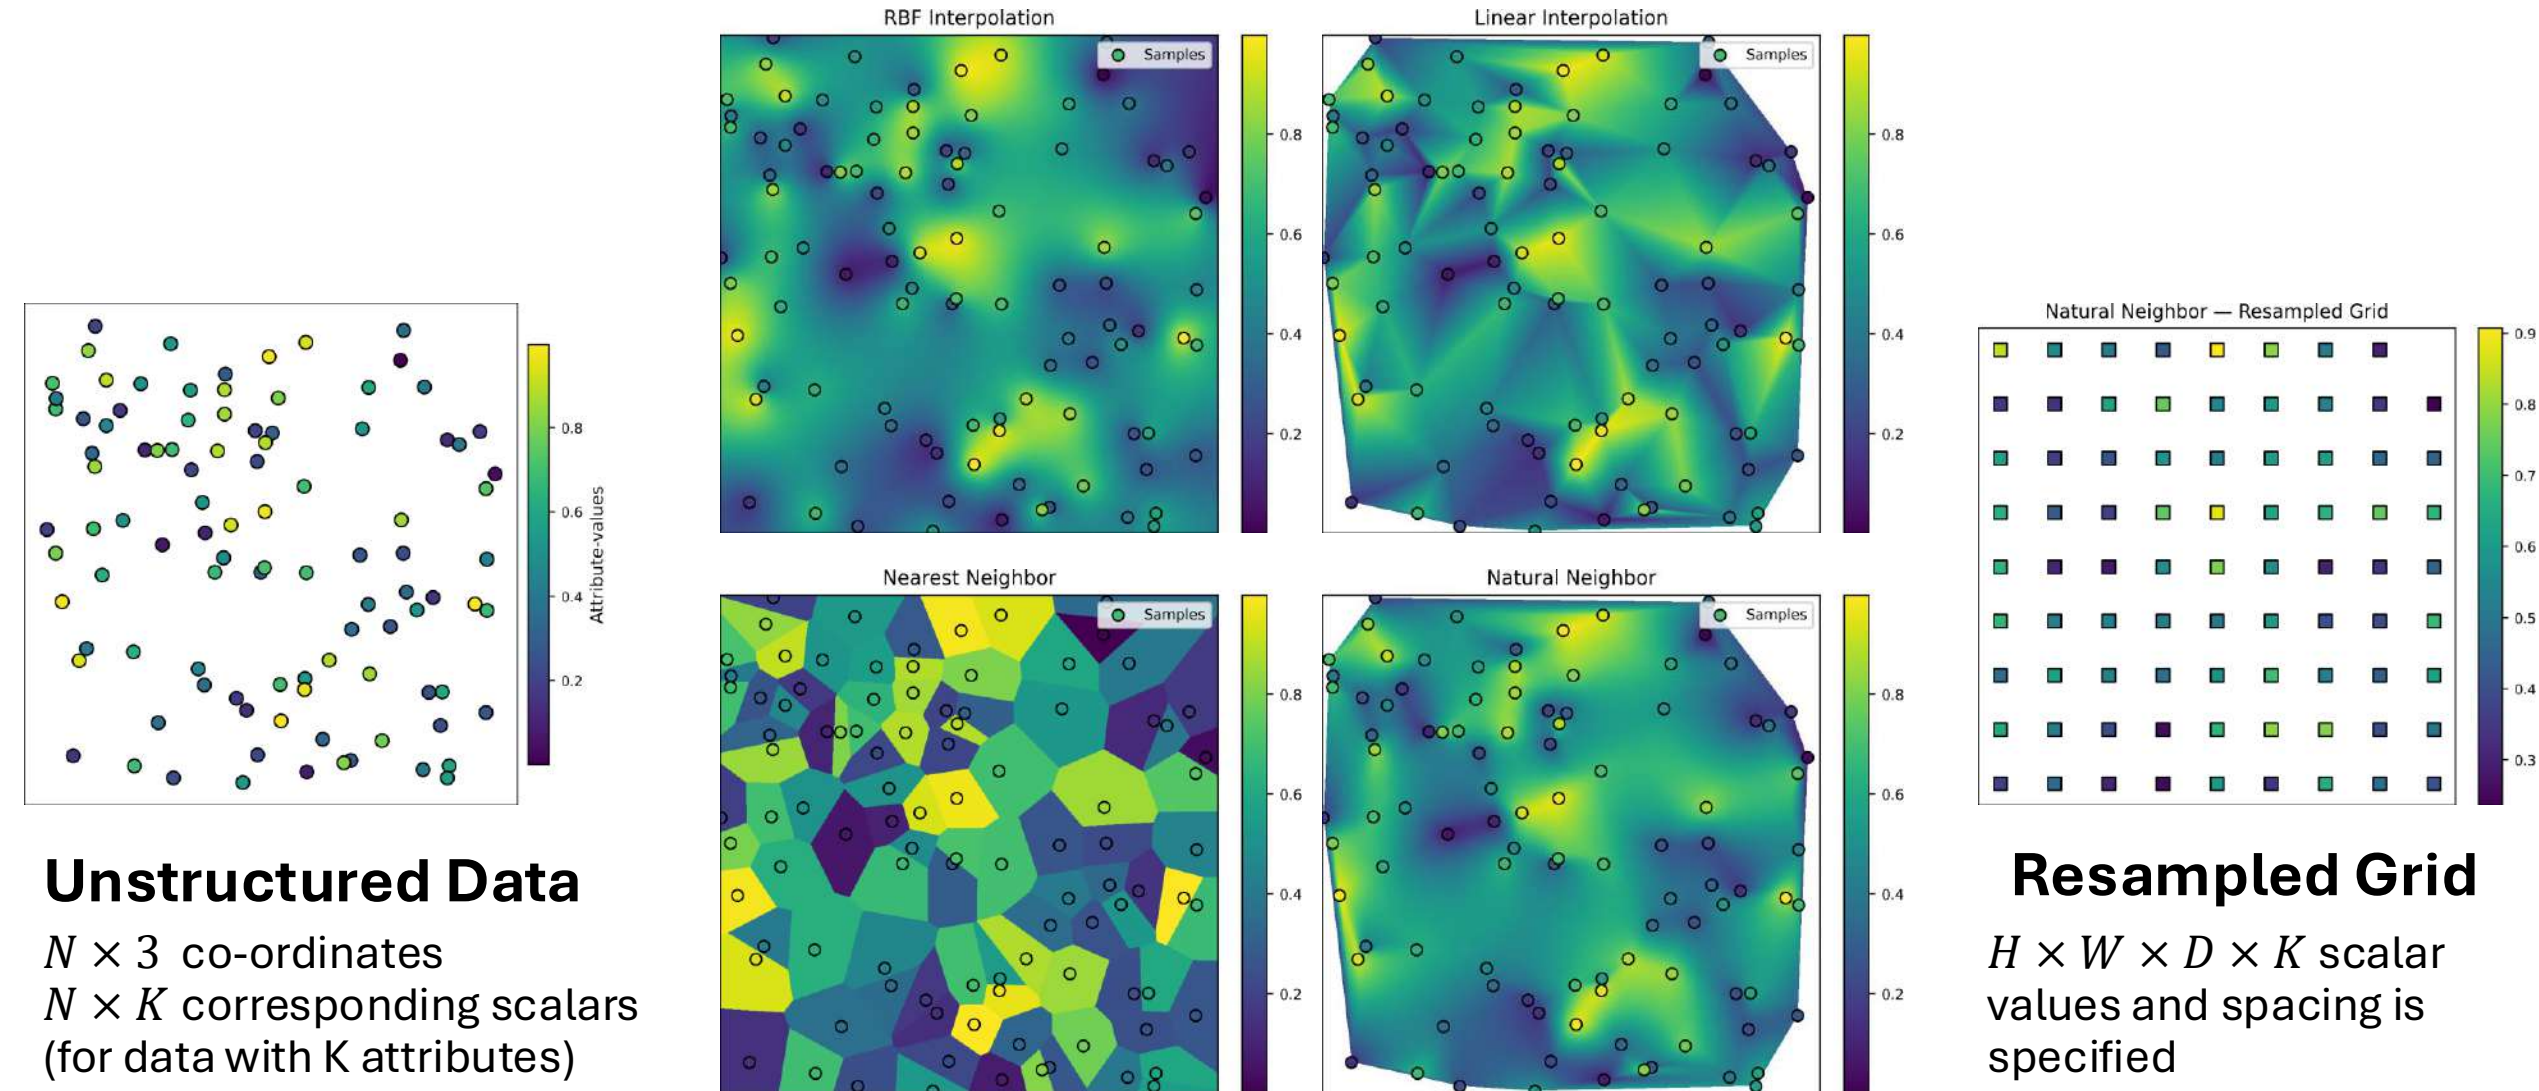 RBF Interpolation
Samples
0.8
0.6
0.4
0.2
Linear Interpolation
Samples
0.8
0.6
0.4
0.2
0.8
0.6
0.4
0.2
Attribute-values
Nearest Neighbor
Samples
0.8
0.6
0.4
0.2
Natural Neighbor
Samples
0.8
0.6
0.4
0.2
Natural Neighbor — Resampled Grid
0.9
0.8
0.7
0.6
0.5
0.4
0.3
Unstructured Data
N × 3 co-ordinates
N × K corresponding scalars
(for data with K attributes)
Resampled Grid
H × W × D × K scalar
values and spacing is
specified